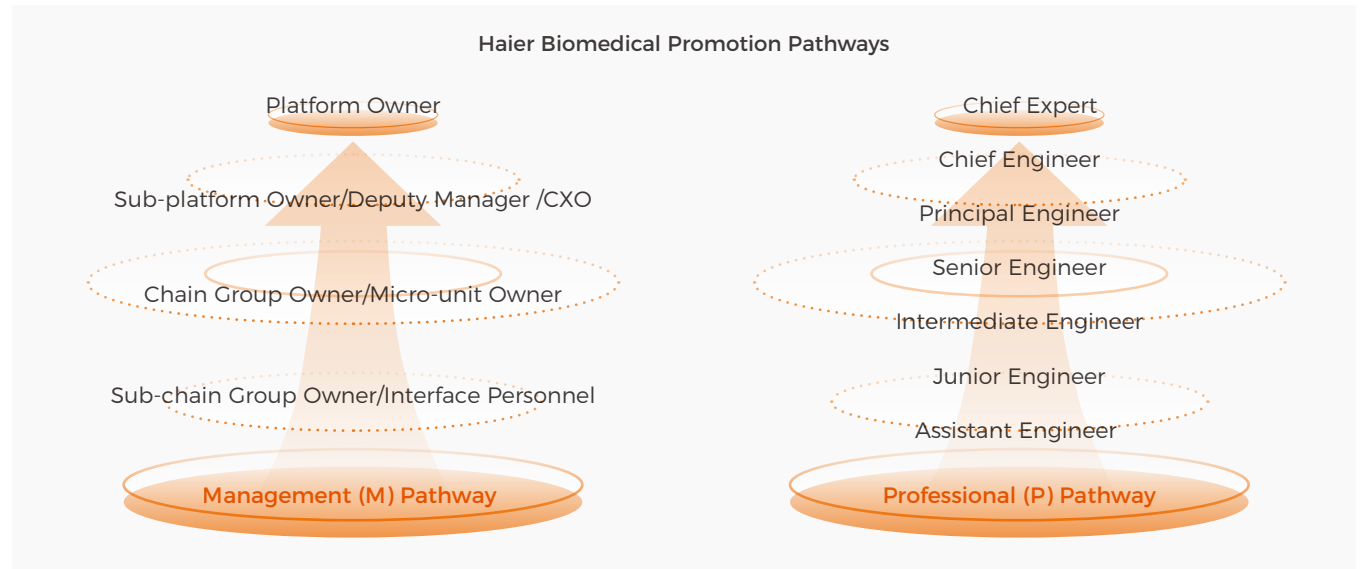 Haier Biomedical Promotion Pathways
Platform Owner
Sub-platform Owner/Deputy Manager /CXO
Chain Group Owner/Micro-unit Owner
Sub-chain Group Owner/Interface Personnel
Management (M) Pathway
Chief Expert
Chief Engineer
Principal Engineer
Senior Engineer
Intermediate Engineer
Junior Engineer
Assistant Engineer
Professional (P) Pathway